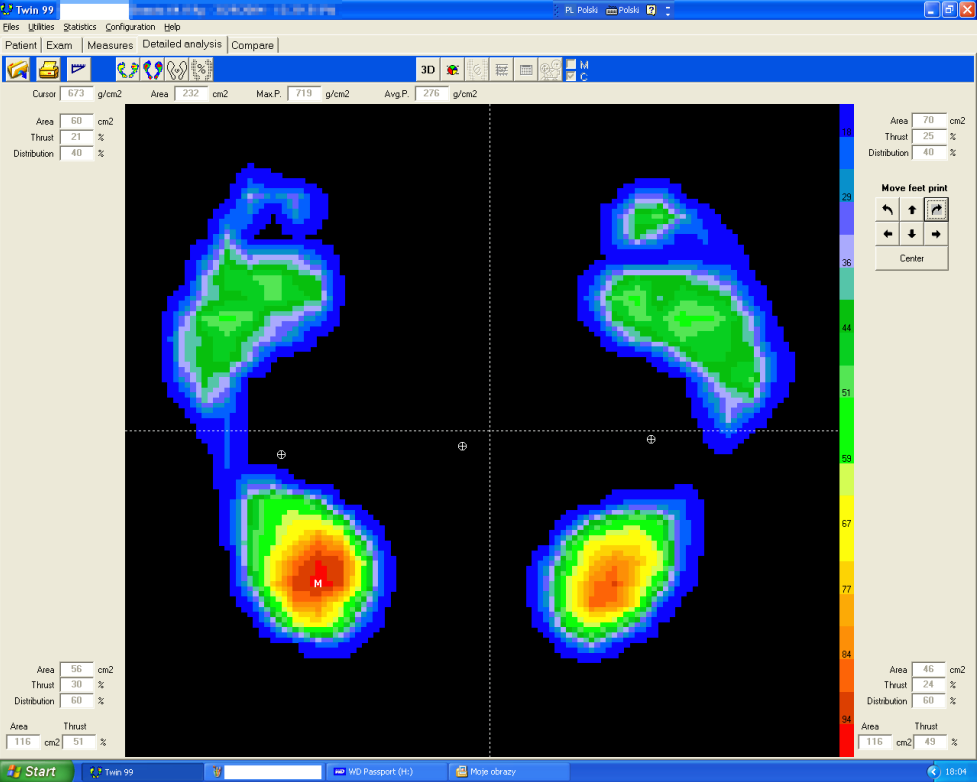 Twin 99
PL Polski Polski
Files Utilities Statistics Configuration Help
Patient Exam Measures Detailed analysis Compare
3D M
C
Cursor 673 g/cm2 Area 232 cm2 Max.P. 719 g/cm2 Avg.P. 276 g/cm2
Area 60 cm2
Thrust 21 %
Distribution 40 %
Area 70 cm2
Thrust 25 %
Distribution 40 %
Move feet print
Center
19
29
36
44
51
59
67
77
84
94
M
Area 56 cm2
Thrust 30 %
Distribution 60 %
Area Thrust
116 cm2 51 %
Area 46 cm2
Thrust 24 %
Distribution 60 %
Area Thrust
116 cm2 49 %
Start Twin 99 WD Passport (H:) Moje obrazy 18:04